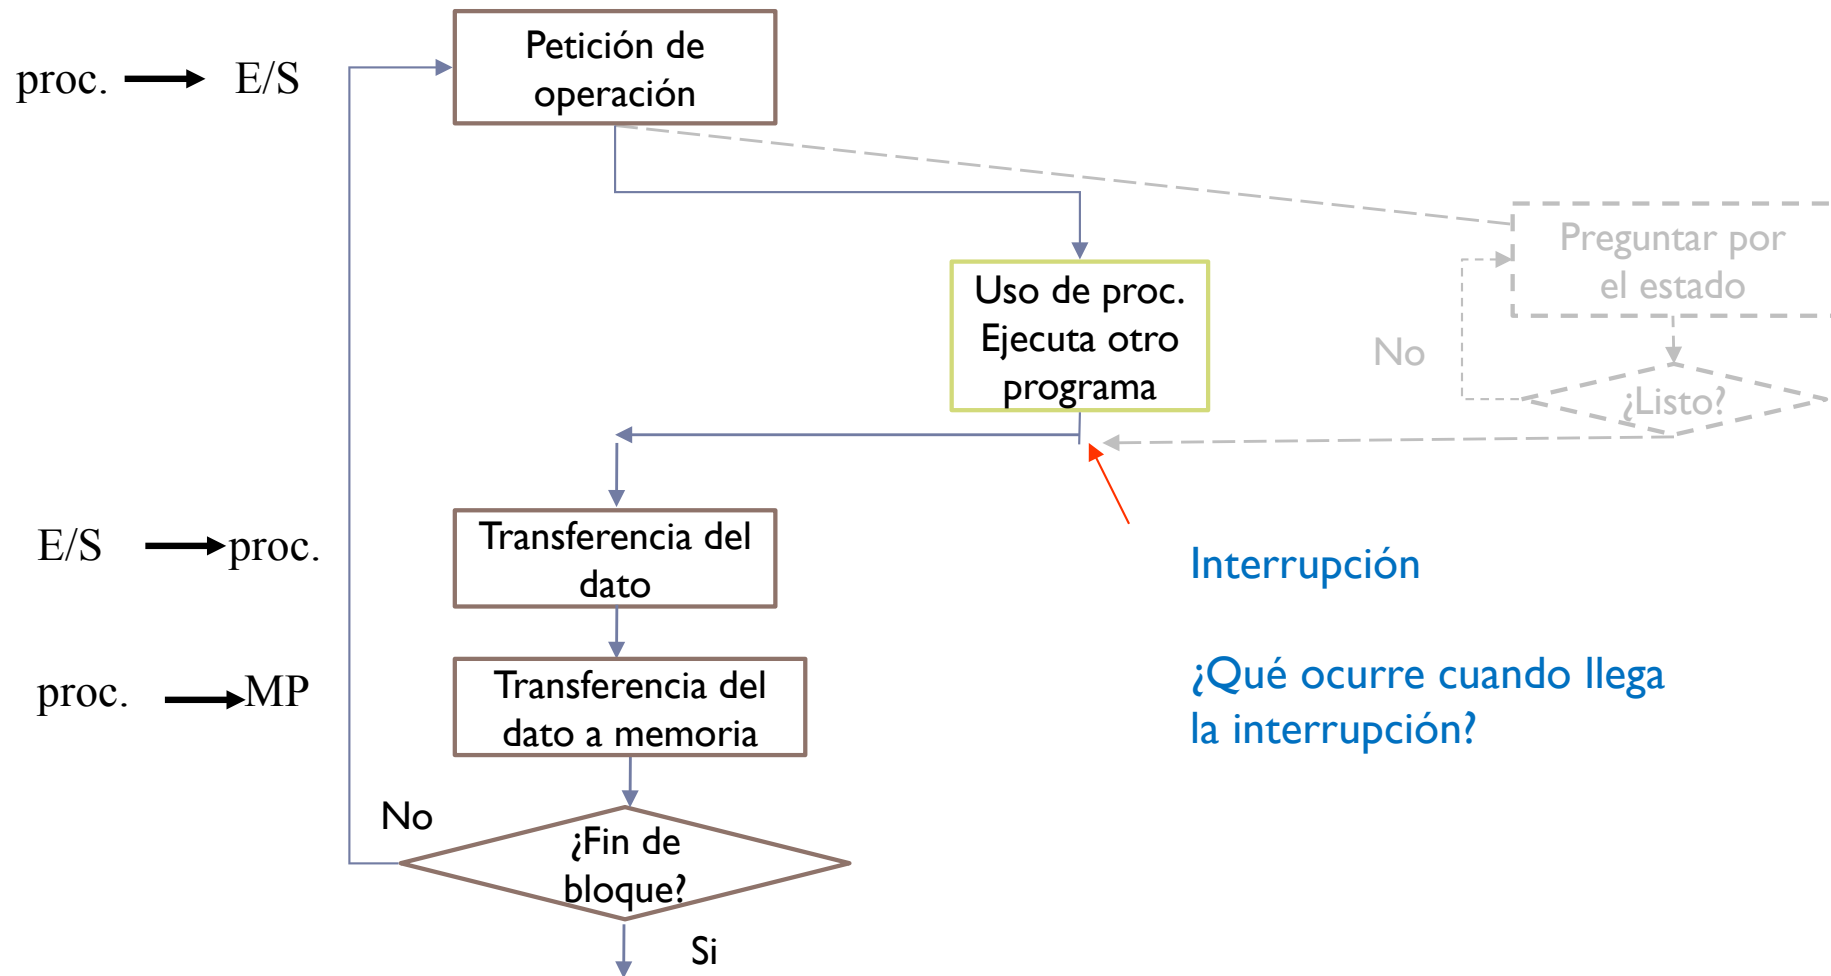 Petición de
operación
proc. E/S
Preguntar por
el estado
Uso de proc.
Ejecuta otro
programa
No
¿Listo?
E/S proc.
Transferencia del
dato
Interrupción
proc. MP
Transferencia del
dato a memoria
¿Qué ocurre cuando llega
la interrupción?
No
¿Fin de
bloque?
Si